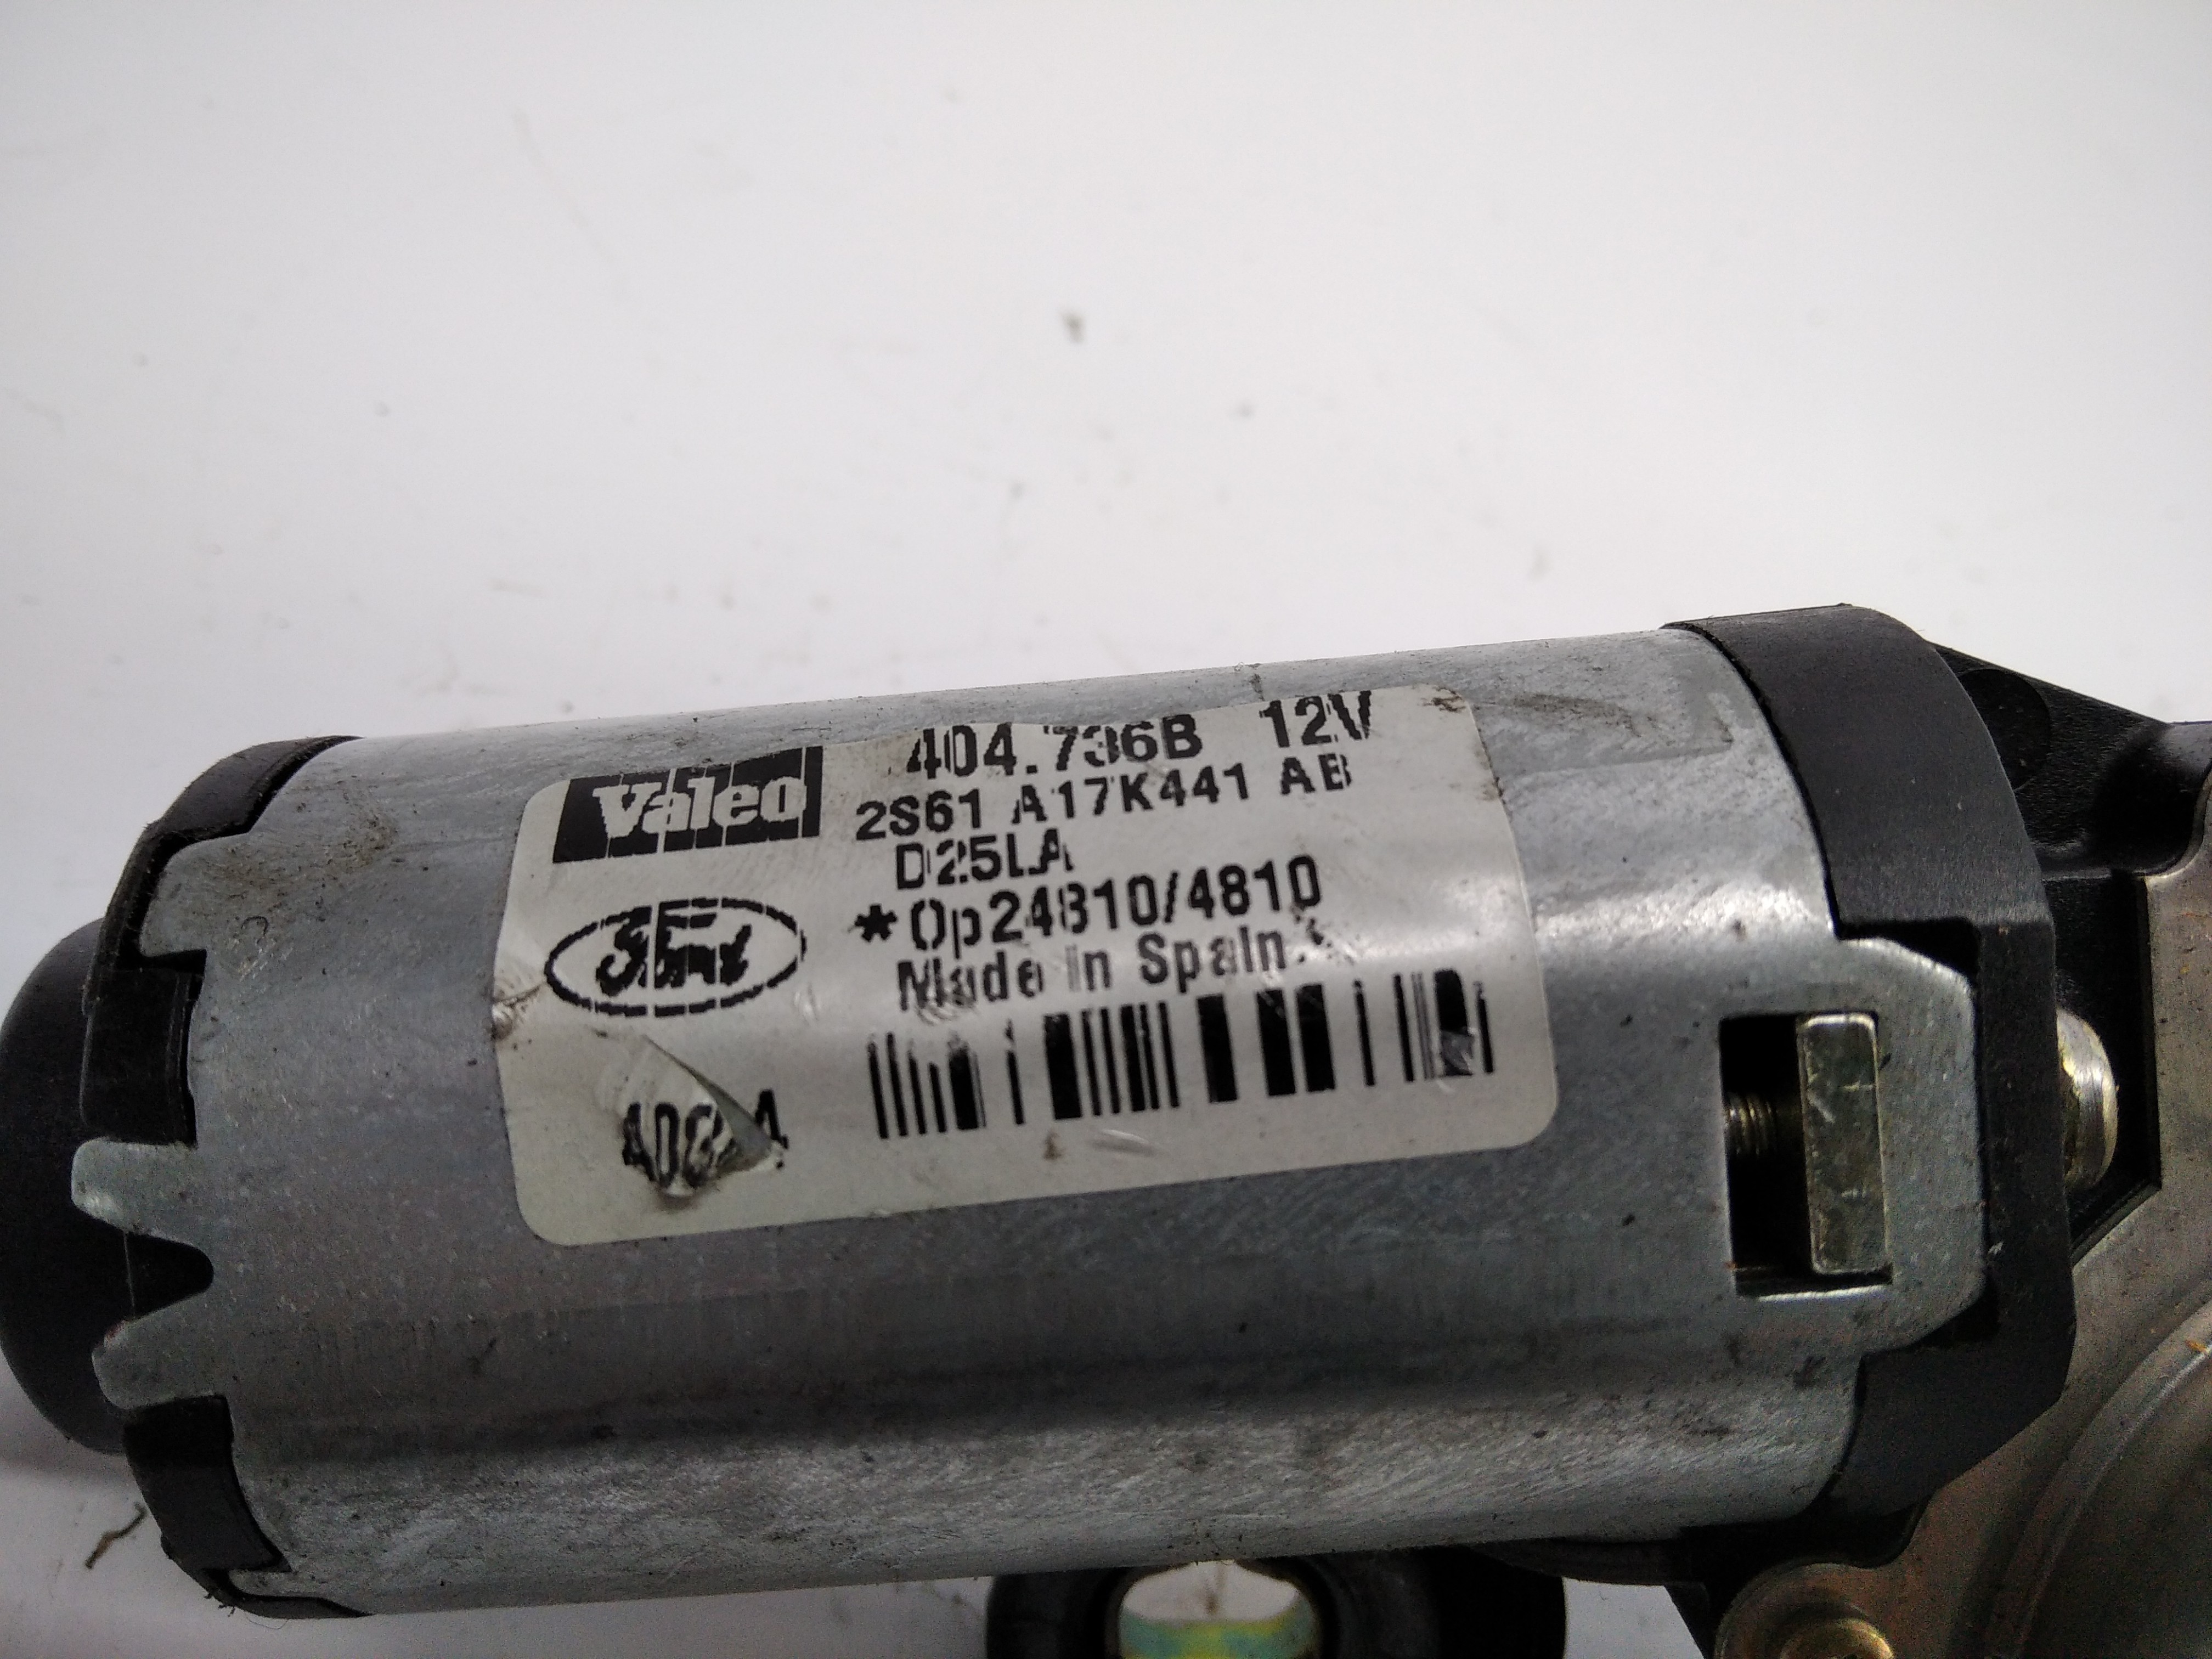 Valeo
404.736B 12V
2S61 A17K441 AB
D25LA
*Op24810/4810
Made in Spain
Ford